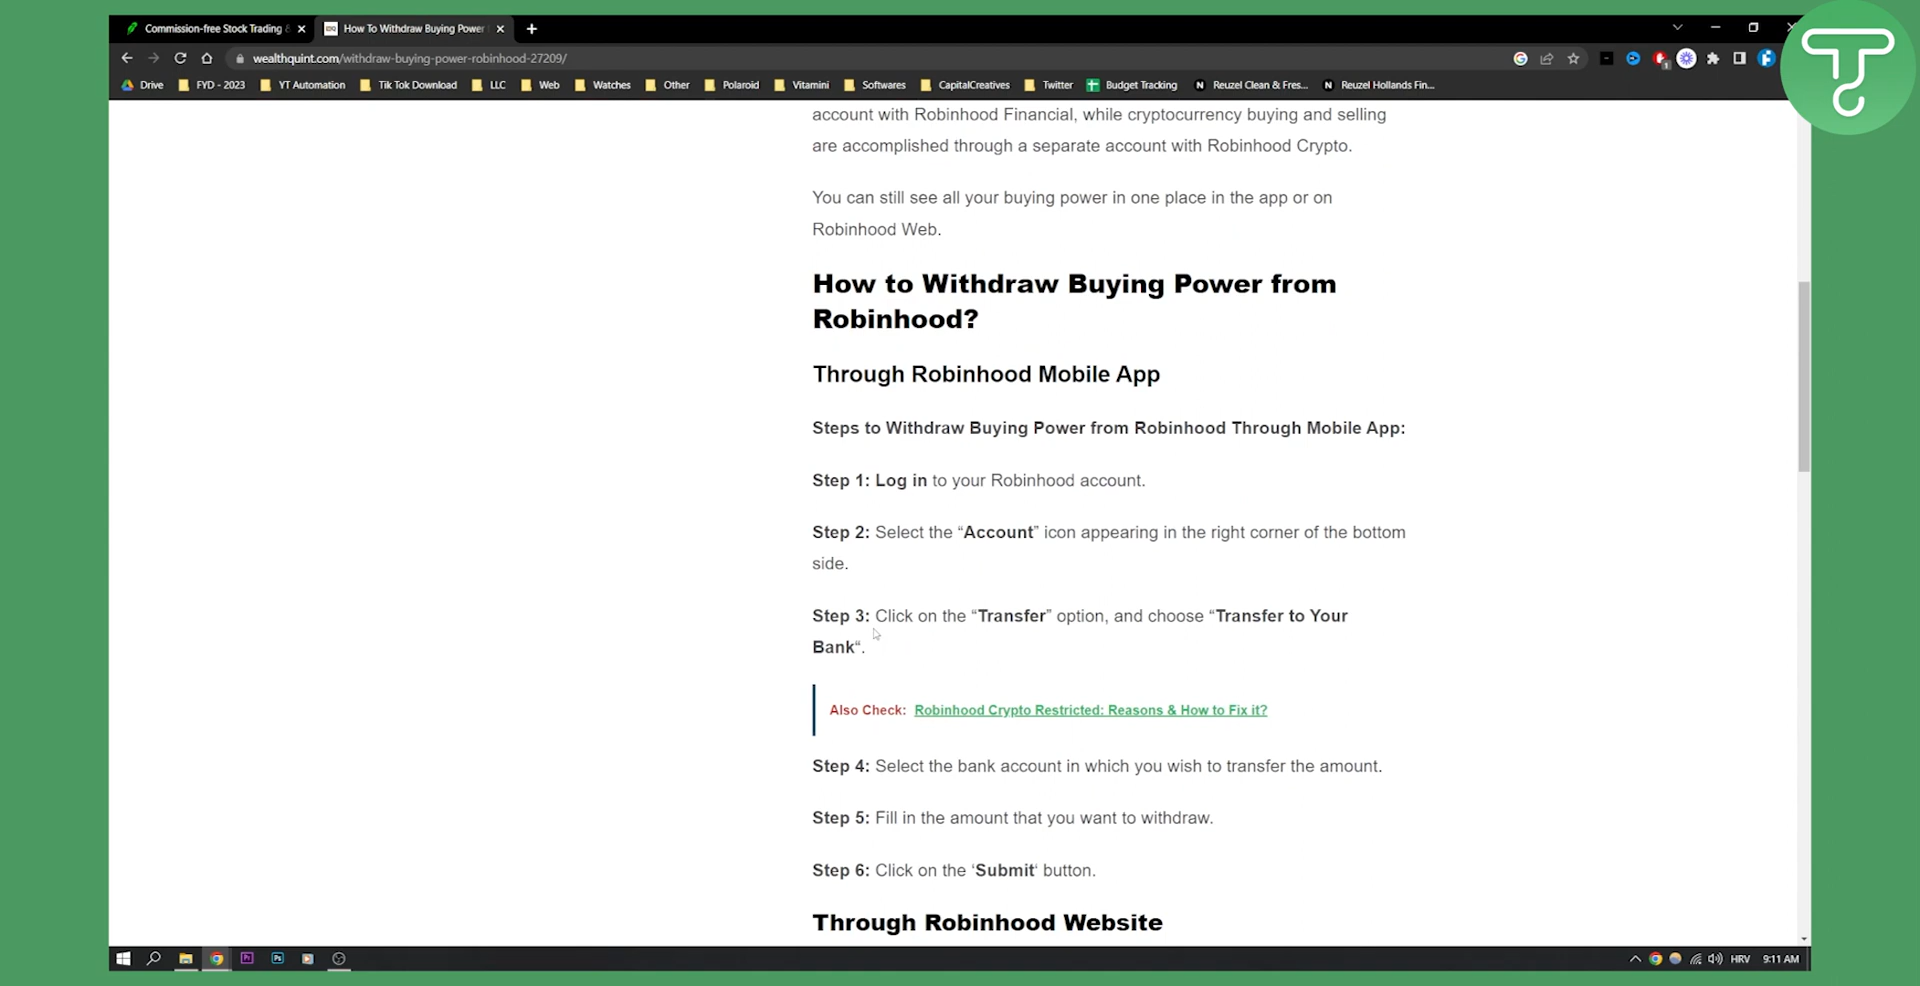 Commission-free Stock Trading &
How To Withdraw Buying Power
wealthquint.com/withdraw-buying-power-robinhood-27209/
Drive
FYD - 2023
YT Automation
Tik Tok Download
LLC
Web
Watches
Other
Polaroid
Vitamini
Softwares
CapitalCreatives
Twitter
Budget Tracking
Reuzel Clean & Fres...
Reuzel Hollands Fin...
account with Robinhood Financial, while cryptocurrency buying and selling
are accomplished through a separate account with Robinhood Crypto.
You can still see all your buying power in one place in the app or on
Robinhood Web.
How to Withdraw Buying Power from
Robinhood?
Through Robinhood Mobile App
Steps to Withdraw Buying Power from Robinhood Through Mobile App:
Step 1: Log in to your Robinhood account.
Step 2: Select the “Account” icon appearing in the right corner of the bottom
side.
Step 3: Click on the “Transfer” option, and choose “Transfer to Your
Bank“.
Also Check: Robinhood Crypto Restricted: Reasons & How to Fix it?
Step 4: Select the bank account in which you wish to transfer the amount.
Step 5: Fill in the amount that you want to withdraw.
Step 6: Click on the ‘Submit‘ button.
Through Robinhood Website
HRV
9:11 AM